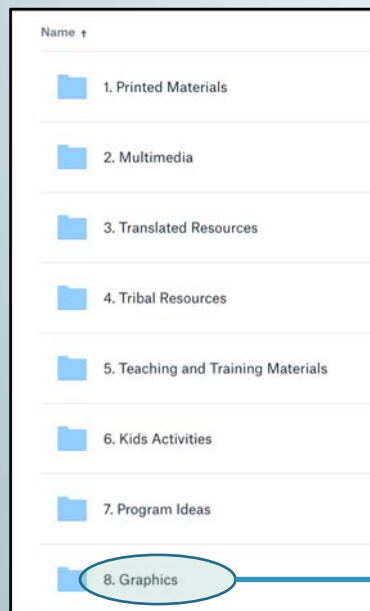 Name ↑
1. Printed Materials
2. Multimedia
3. Translated Resources
4. Tribal Resources
5. Teaching and Training Materials
6. Kids Activities
7. Program Ideas
8. Graphics